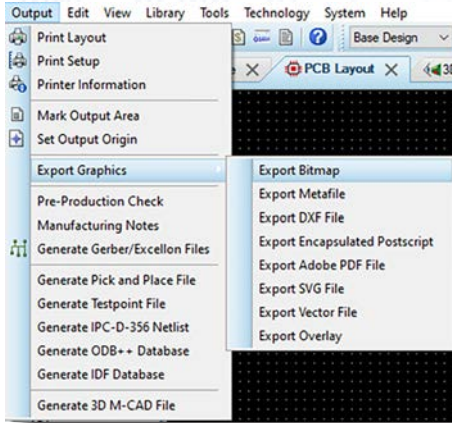 Output Edit View Library Tools Technology System Help
Print Layout
Base Design
Print Setup
PCB Layout
Printer Information
Mark Output Area
Set Output Origin
Export Graphics
Export Bitmap
Export Metafile
Export DXF File
Export Encapsulated Postscript
Export Adobe PDF File
Export SVG File
Export Vector File
Export Overlay
Pre-Production Check
Manufacturing Notes
Generate Gerber/Excellon Files
Generate Pick and Place File
Generate Testpoint File
Generate IPC-D-356 Netlist
Generate ODB++ Database
Generate IDF Database
Generate 3D M-CAD File